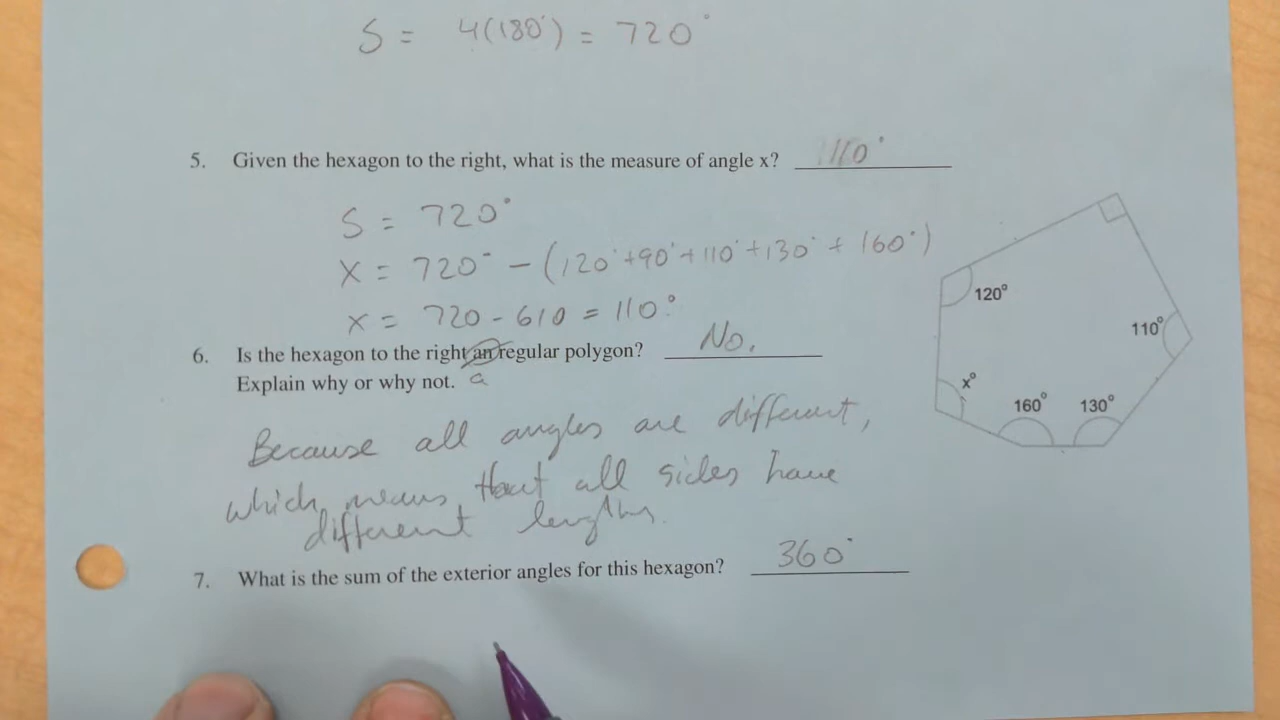 S = 4(180°) = 720°
5. Given the hexagon to the right, what is the measure of angle x? 110°
S = 720°
x = 720° - (120° + 90° + 110° + 130° + 160°)
x = 720 - 610 = 110°
120°
110°
x°
160° 130°
6. Is the hexagon to the right an regular polygon? No.
Explain why or why not. a
Because all angles are different,
which means that all sides have
different lengths.
7. What is the sum of the exterior angles for this hexagon? 360°